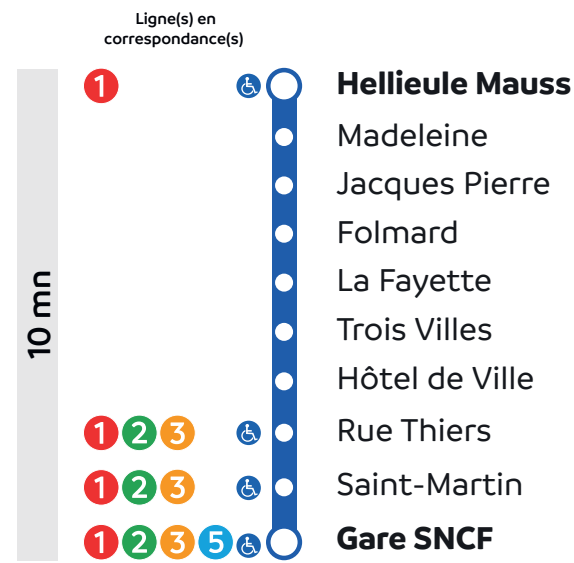 Ligne(s) en
correspondance(s)
1 Hellieule Mauss
Madeleine
Jacques Pierre
Folmard
La Fayette
Trois Villes
Hôtel de Ville
1 2 3 Rue Thiers
1 2 3 Saint-Martin
1 2 3 5 Gare SNCF
10 mn